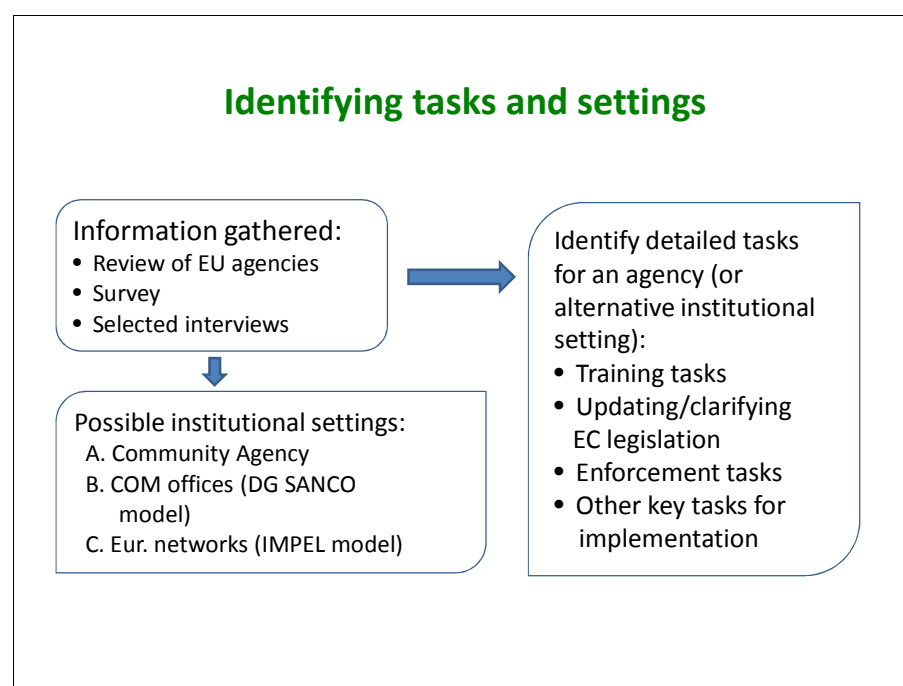 Identifying tasks and settings
Information gathered:
• Review of EU agencies
• Survey
• Selected interviews
Possible institutional settings:
A. Community Agency
B. COM offices (DG SANCO
model)
C. Eur. networks (IMPEL model)
Identify detailed tasks
for an agency (or
alternative institutional
setting):
• Training tasks
• Updating/clarifying
EC legislation
• Enforcement tasks
• Other key tasks for
implementation